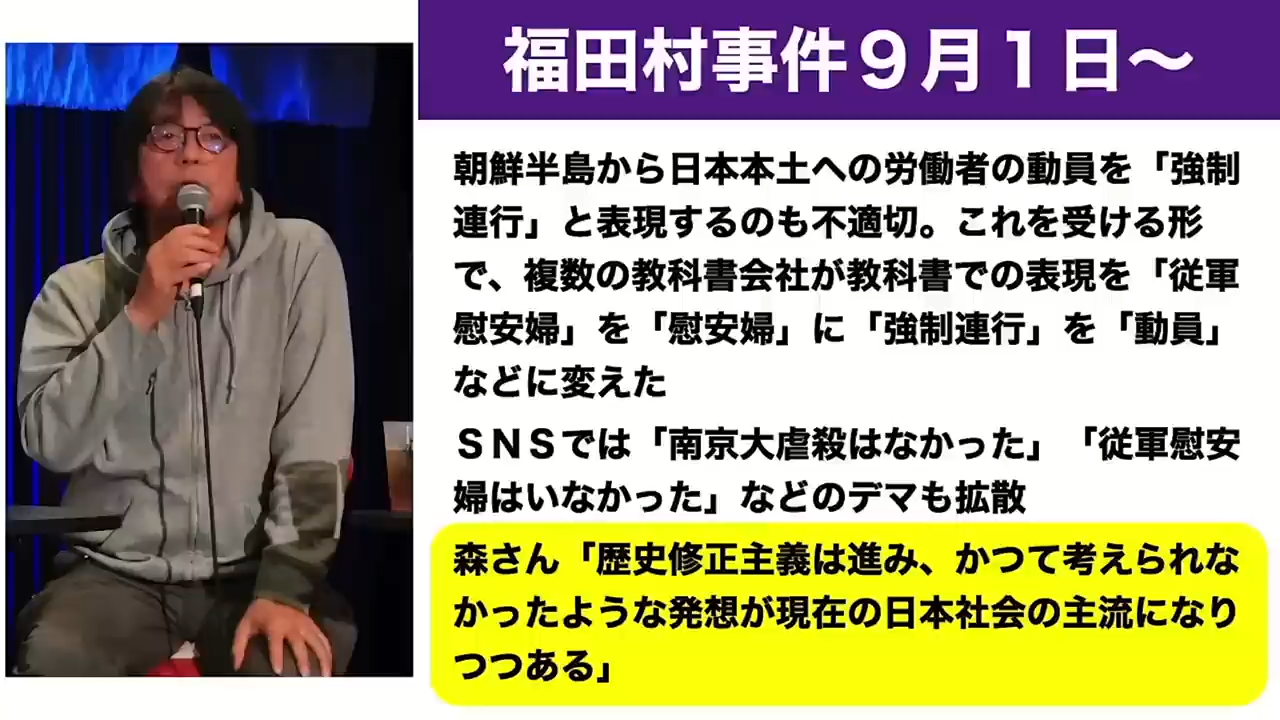 福田村事件９月１日～
朝鮮半島から日本本土への労働者の動員を「強制
連行」と表現するのも不適切。これを受ける形
で、複数の教科書会社が教科書での表現を「従軍
慰安婦」を「慰安婦」に「強制連行」を「動員」
などに変えた
ＳＮＳでは「南京大虐殺はなかった」「従軍慰安
婦はいなかった」などのデマも拡散
森さん「歴史修正主義は進み、かつて考えられな
かったような発想が現在の日本社会の主流になり
つつある」